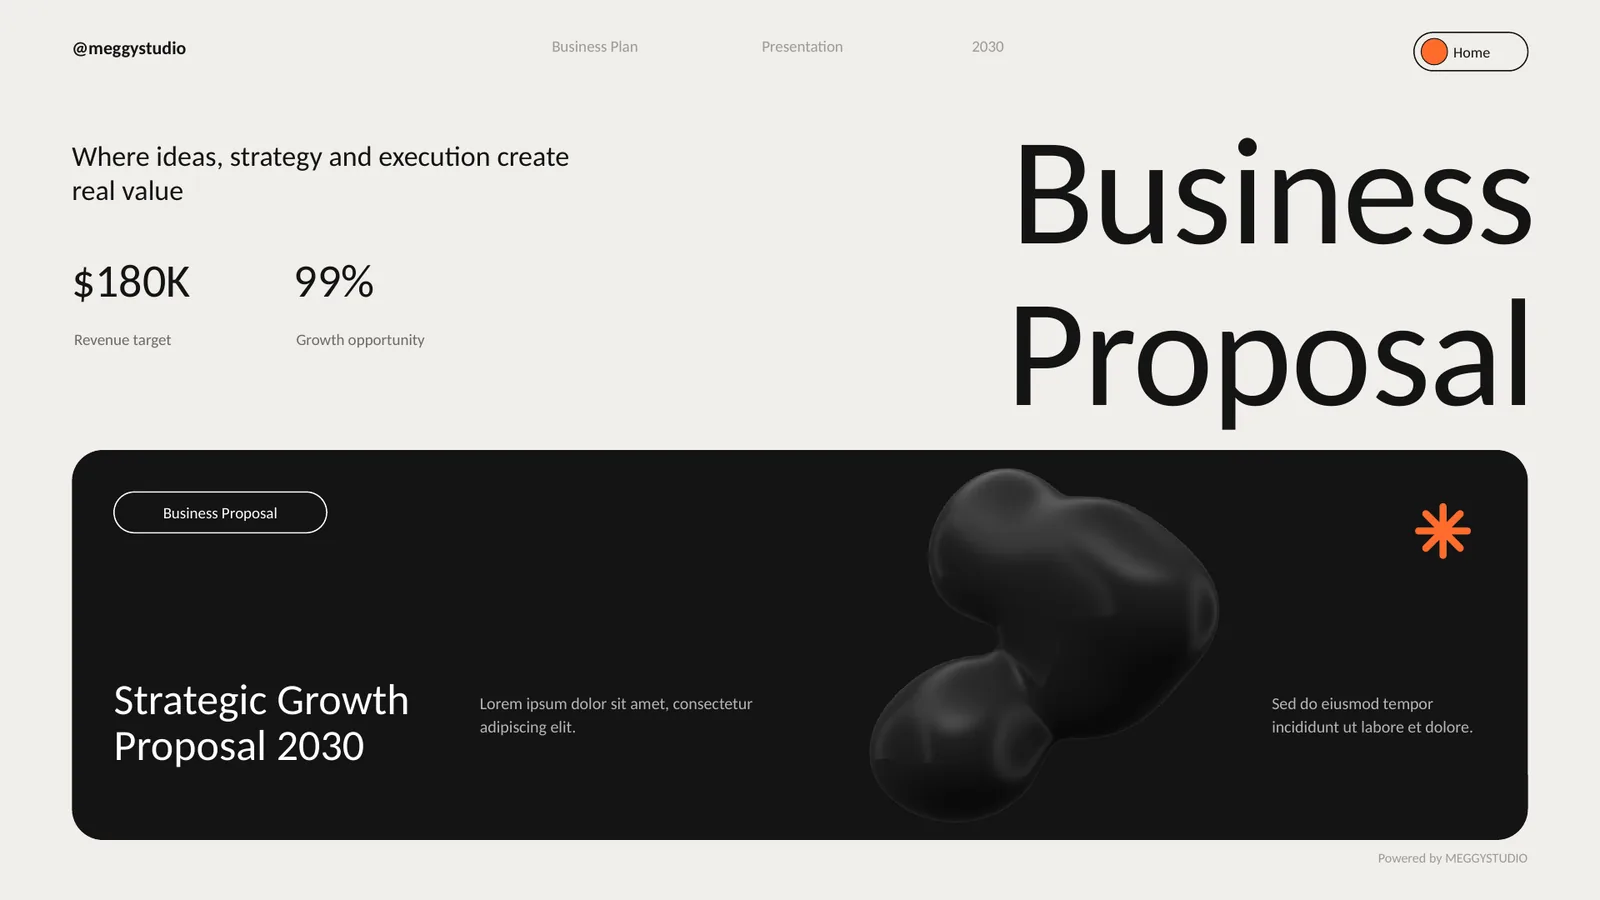 @meggystudio
Business Plan
Presentation
2030
Home
Where ideas, strategy and execution create
real value
$180K
99%
Revenue target
Growth opportunity
Business
Proposal
Business Proposal
Strategic Growth
Proposal 2030
Lorem ipsum dolor sit amet, consectetur
adipiscing elit.
Sed do eiusmod tempor
incididunt ut labore et dolore.
Powered by MEGGYSTUDIO